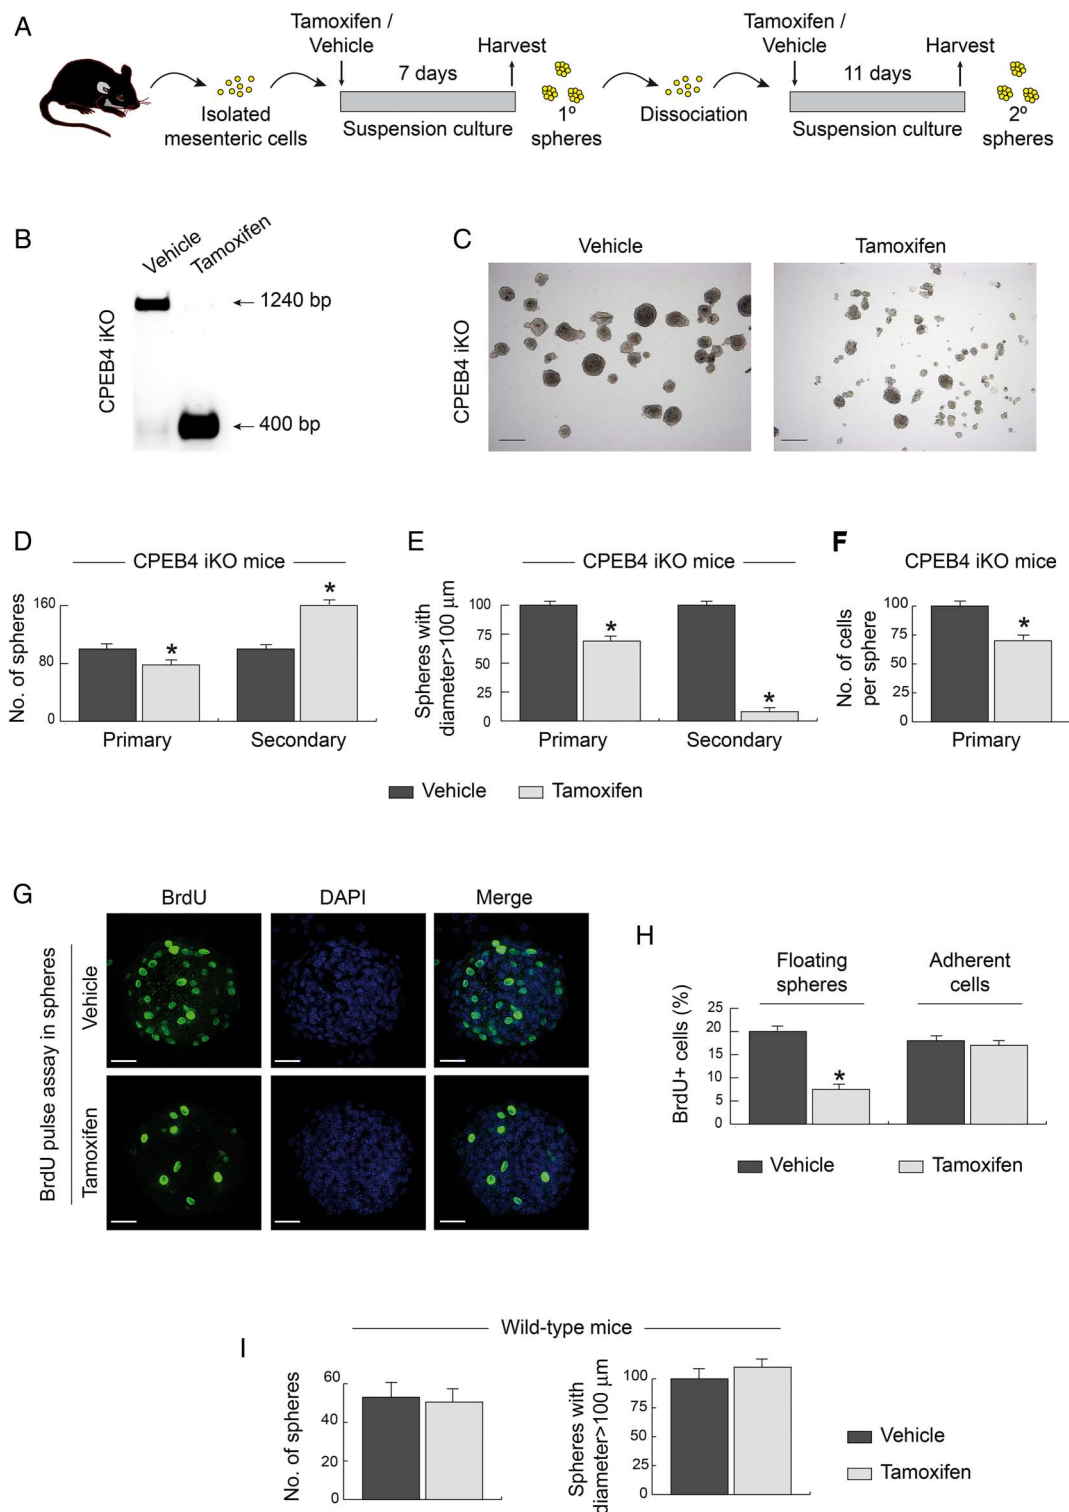 A
Tamoxifen /
Vehicle
Harvest
7 days
Isolated
mesenteric cells
Suspension culture
1º
spheres
Dissociation
Tamoxifen /
Vehicle
Harvest
11 days
Suspension culture
2º
spheres
B
Vehicle
Tamoxifen
CPEB4 iKO
1240 bp
400 bp
C
Vehicle
Tamoxifen
CPEB4 iKO
D
CPEB4 iKO mice
No. of spheres
160
80
0
*
*
Primary
Secondary
E
CPEB4 iKO mice
Spheres with
diameter>100 µm
100
75
50
25
0
*
*
Primary
Secondary
F
CPEB4 iKO mice
No. of cells
per sphere
100
75
50
25
0
*
Primary
Vehicle
Tamoxifen
G
BrdU
DAPI
Merge
BrdU pulse assay in spheres
Vehicle
Tamoxifen
H
Floating
spheres
Adherent
cells
BrdU+ cells (%)
20
20
15
10
5
0
*
Vehicle
Tamoxifen
I
Wild-type mice
No. of spheres
60
40
20
0
Spheres with
diameter>100 µm
100
75
50
25
0
Vehicle
Tamoxifen